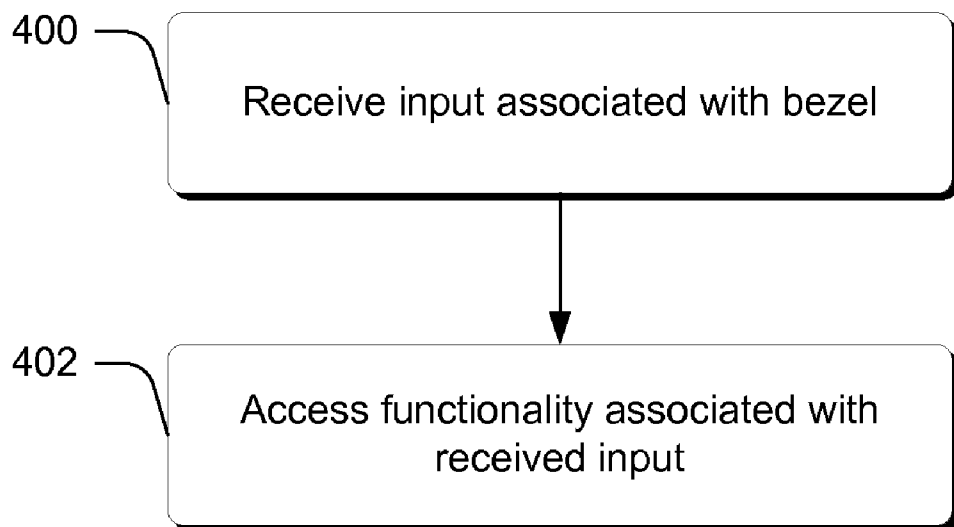 400
Receive input associated with bezel
402
Access functionality associated with
received input